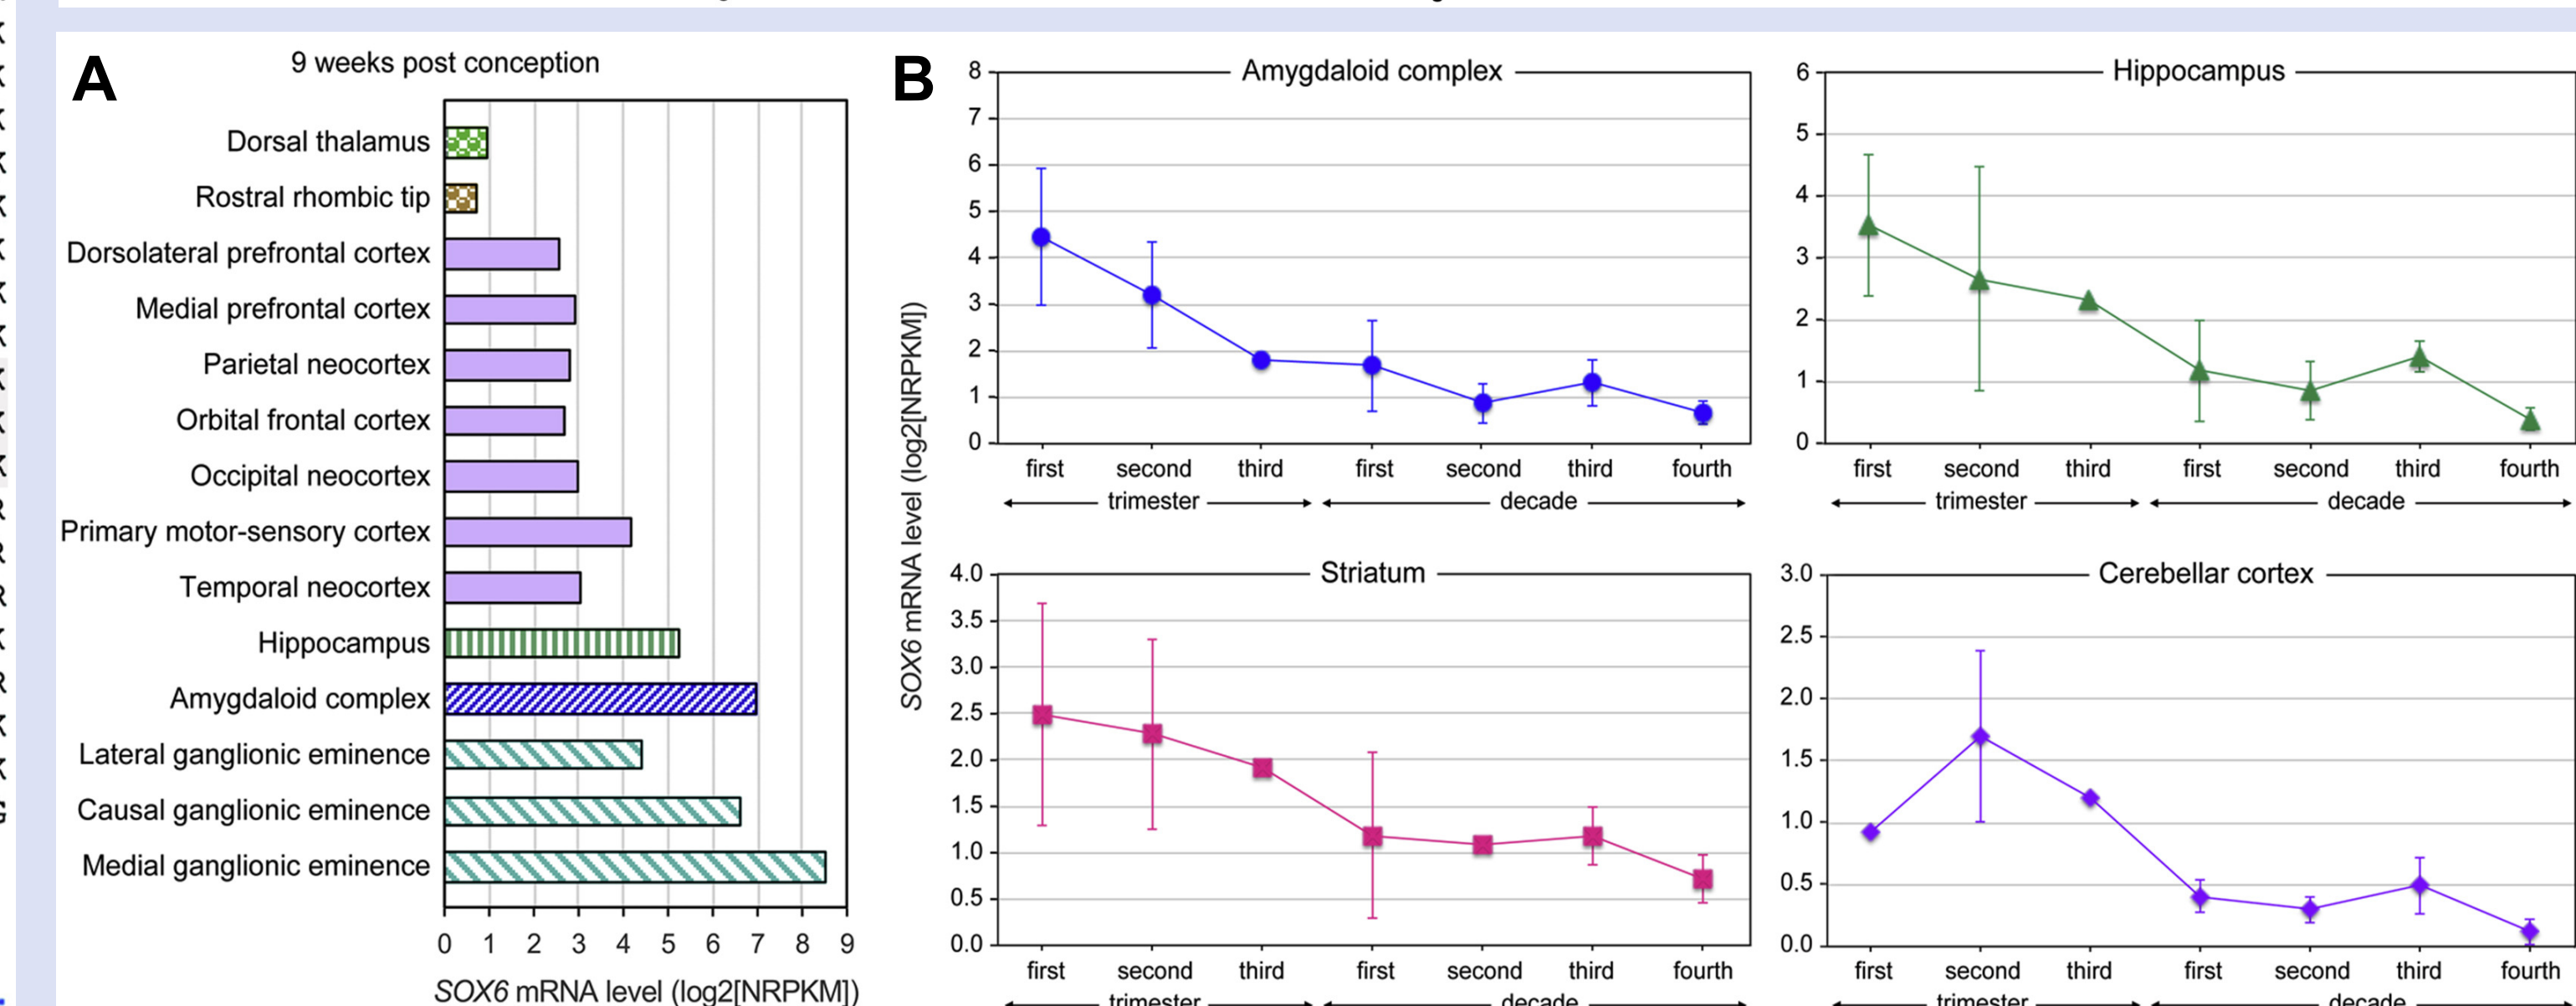 A
9 weeks post conception
Dorsal thalamus
Rostral rhombic tip
Dorsolateral prefrontal cortex
Medial prefrontal cortex
Parietal neocortex
Orbital frontal cortex
Occipital neocortex
Primary motor-sensory cortex
Temporal neocortex
Hippocampus
Amygdaloid complex
Lateral ganglionic eminence
Causal ganglionic eminence
Medial ganglionic eminence
0 1 2 3 4 5 6 7 8 9
SOX6 mRNA level (log2[NRPKM])
B
SOX6 mRNA level (log2[NRPKM])
Amygdaloid complex
8
7
6
5
4
3
2
1
0
first second third first second third fourth
trimester decade
Hippocampus
6
5
4
3
2
1
0
first second third first second third fourth
trimester decade
Striatum
4.0
3.5
3.0
2.5
2.0
1.5
1.0
0.5
0.0
first second third first second third fourth
trimester decade
Cerebellar cortex
3.0
2.5
2.0
1.5
1.0
0.5
0.0
first second third first second third fourth
trimester decade